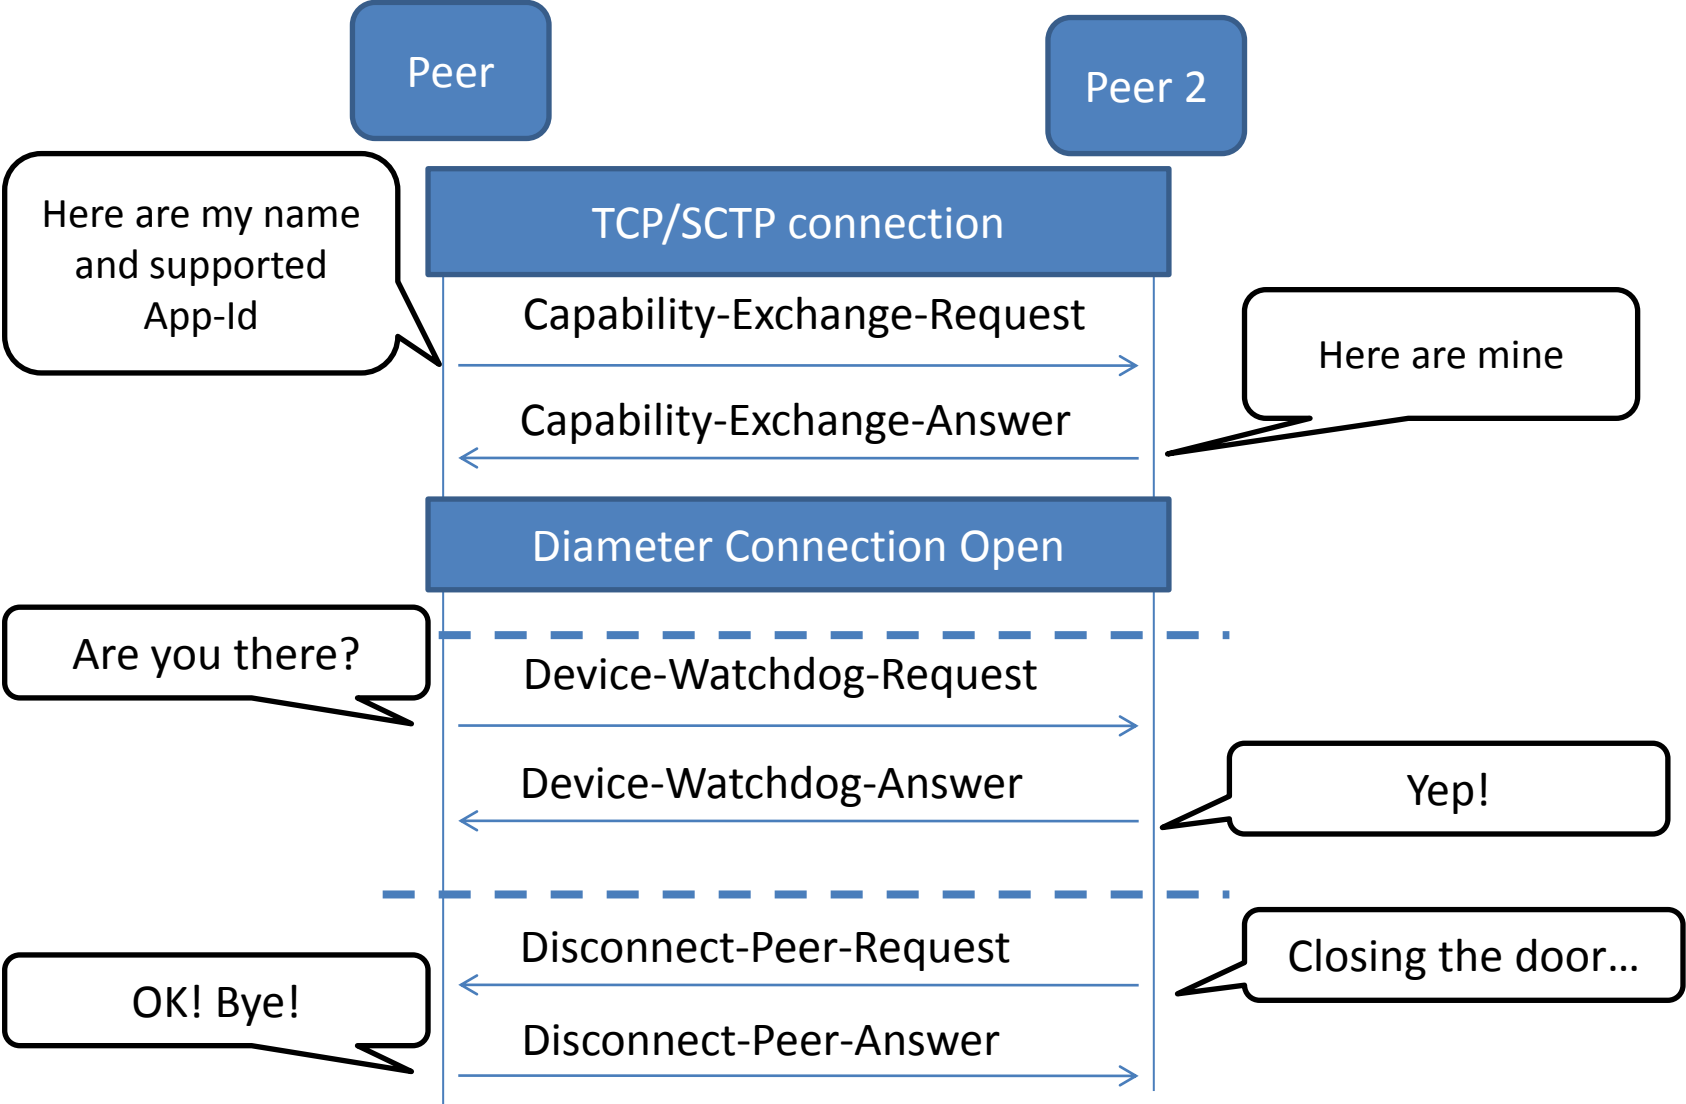 Peer
Peer 2
Here are my name
and supported
App-Id
TCP/SCTP connection
Capability-Exchange-Request
Here are mine
Capability-Exchange-Answer
Diameter Connection Open
Are you there?
Device-Watchdog-Request
Device-Watchdog-Answer
Yep!
Disconnect-Peer-Request
Closing the door…
OK! Bye!
Disconnect-Peer-Answer